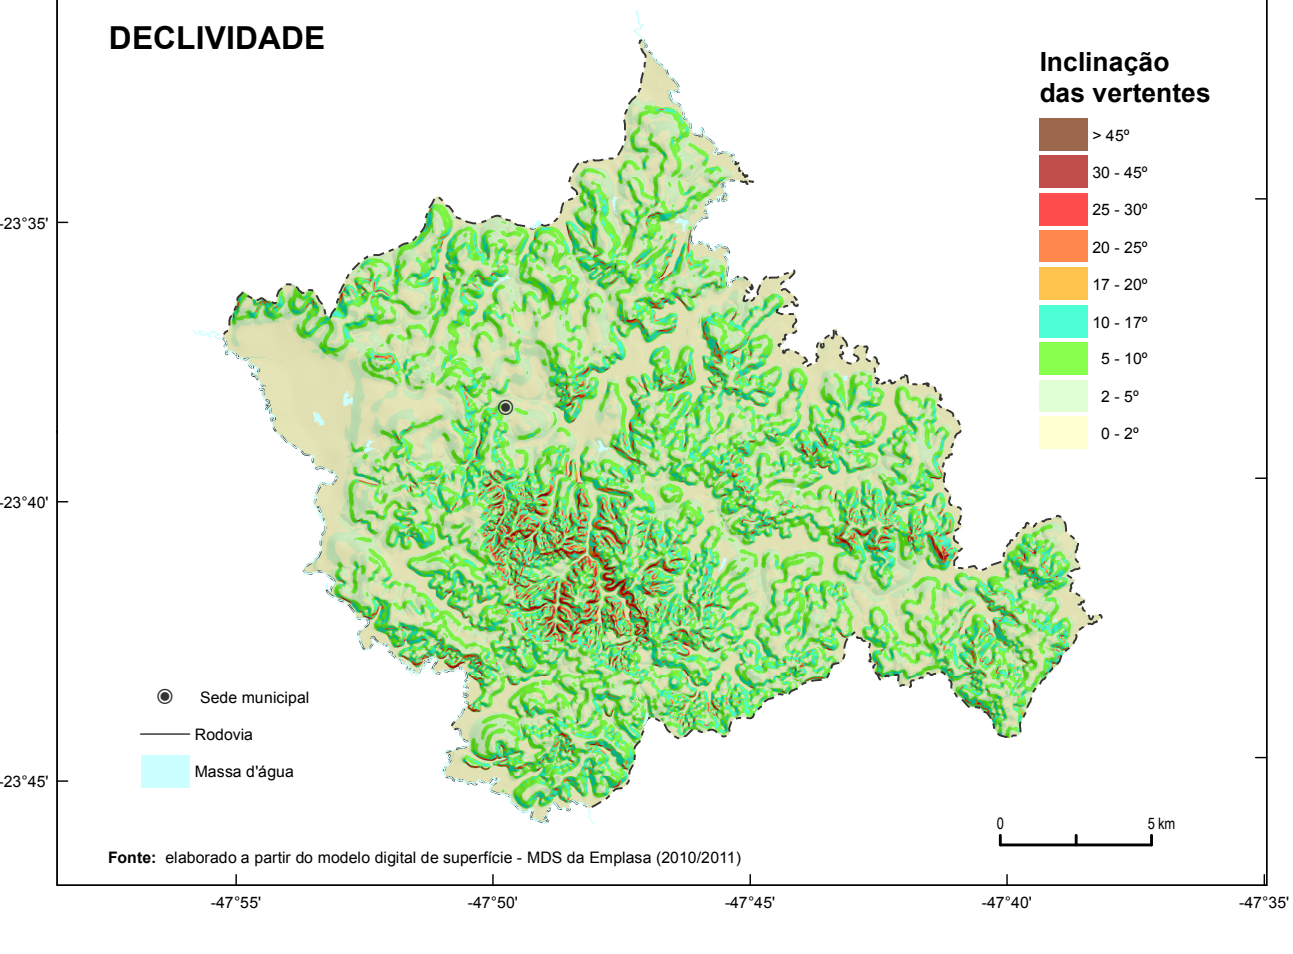 DECLIVIDADE
Inclinação
das vertentes
> 45º
30 - 45º
25 - 30º
20 - 25º
17 - 20º
10 - 17º
5 - 10º
2 - 5º
0 - 2º
-23°35'
-23°40'
-23°45'
Sede municipal
Rodovia
Massa d'água
0 5 km
Fonte: elaborado a partir do modelo digital de superfície - MDS da Emplasa (2010/2011)
-47°55' -47°50' -47°45' -47°40' -47°35'